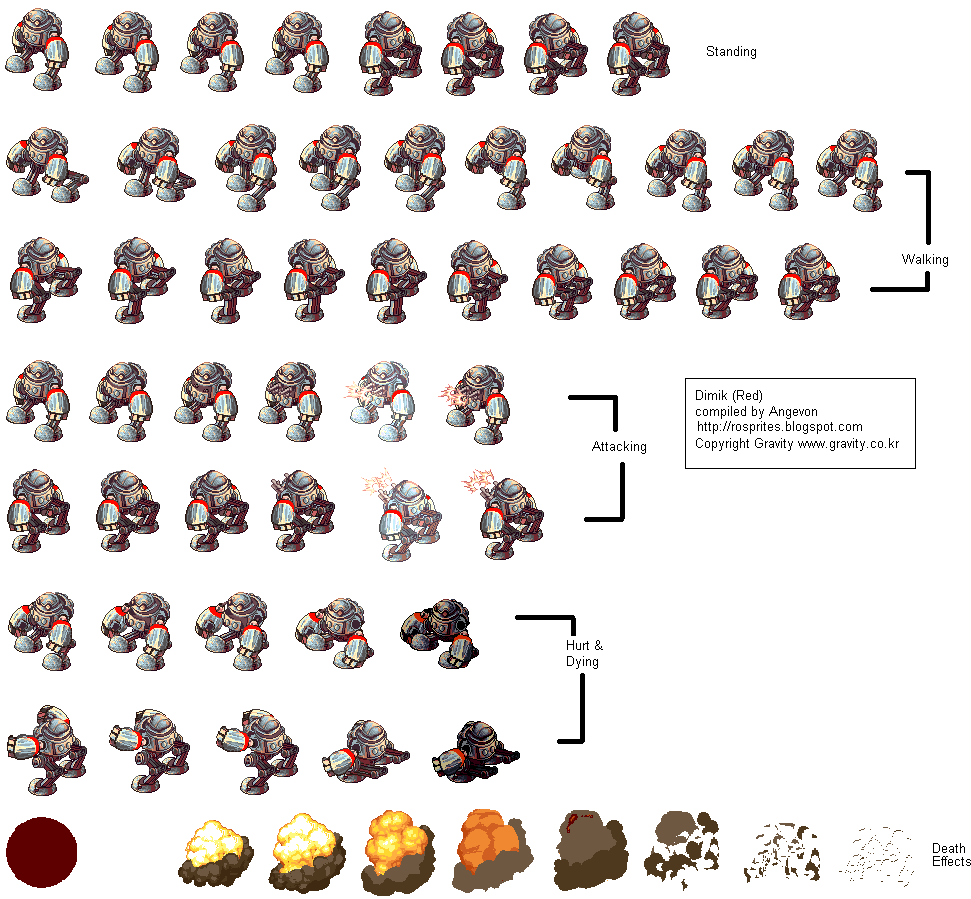 Standing
Walking
Dimik (Red)
compiled by Angevon
http://rosprites.blogspot.com
Copyright Gravity www.gravity.co.kr
Attacking
Hurt &
Dying
Death
Effects